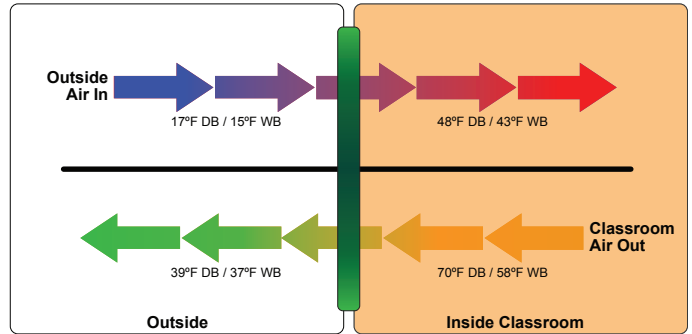 Outside
Air In
17ºF DB / 15ºF WB
48ºF DB / 43ºF WB
Classroom
Air Out
39ºF DB / 37ºF WB
70ºF DB / 58ºF WB
Outside
Inside Classroom